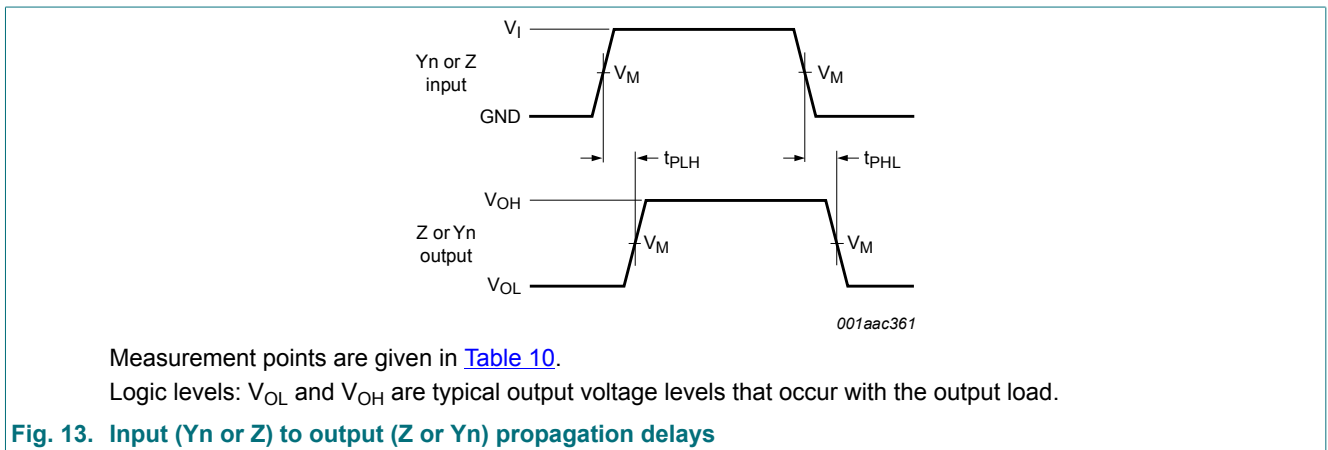 VI
Yn or Z
input
VM
VM
GND
tPLH
tPHL
VOH
Z or Yn
output
VM
VM
VOL
001aac361
Measurement points are given in Table 10.
Logic levels: VOL and VOH are typical output voltage levels that occur with the output load.
Fig. 13. Input (Yn or Z) to output (Z or Yn) propagation delays